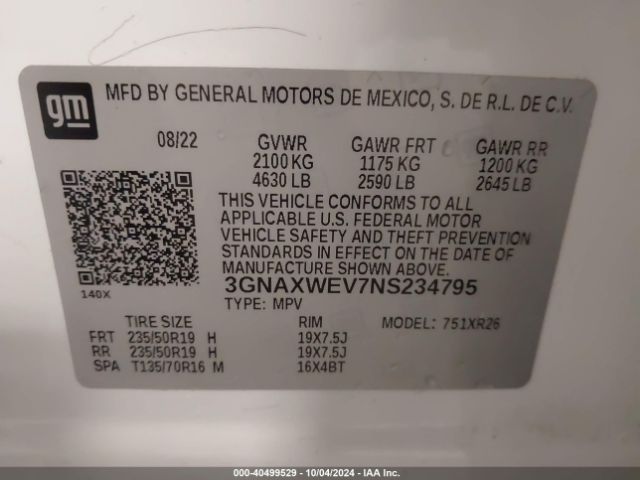 gm
MFD BY GENERAL MOTORS DE MEXICO, S. DE R.L. DE C.V.
08/22 GVWR GAWR FRT GAWR RR
2100 KG 1175 KG 1200 KG
4630 LB 2590 LB 2645 LB
THIS VEHICLE CONFORMS TO ALL
APPLICABLE U.S. FEDERAL MOTOR
VEHICLE SAFETY AND THEFT PREVENTION
STANDARDS IN EFFECT ON THE DATE OF
MANUFACTURE SHOWN ABOVE.
140X
3GNAXWEV7NS234795
TYPE: MPV
TIRE SIZE RIM MODEL: 751XR26
FRT 235/50R19 H 19X7.5J
RR 235/50R19 H 19X7.5J
SPA T135/70R16 M 16X4BT
000-40499529 - 10/04/2024 - IAA Inc.